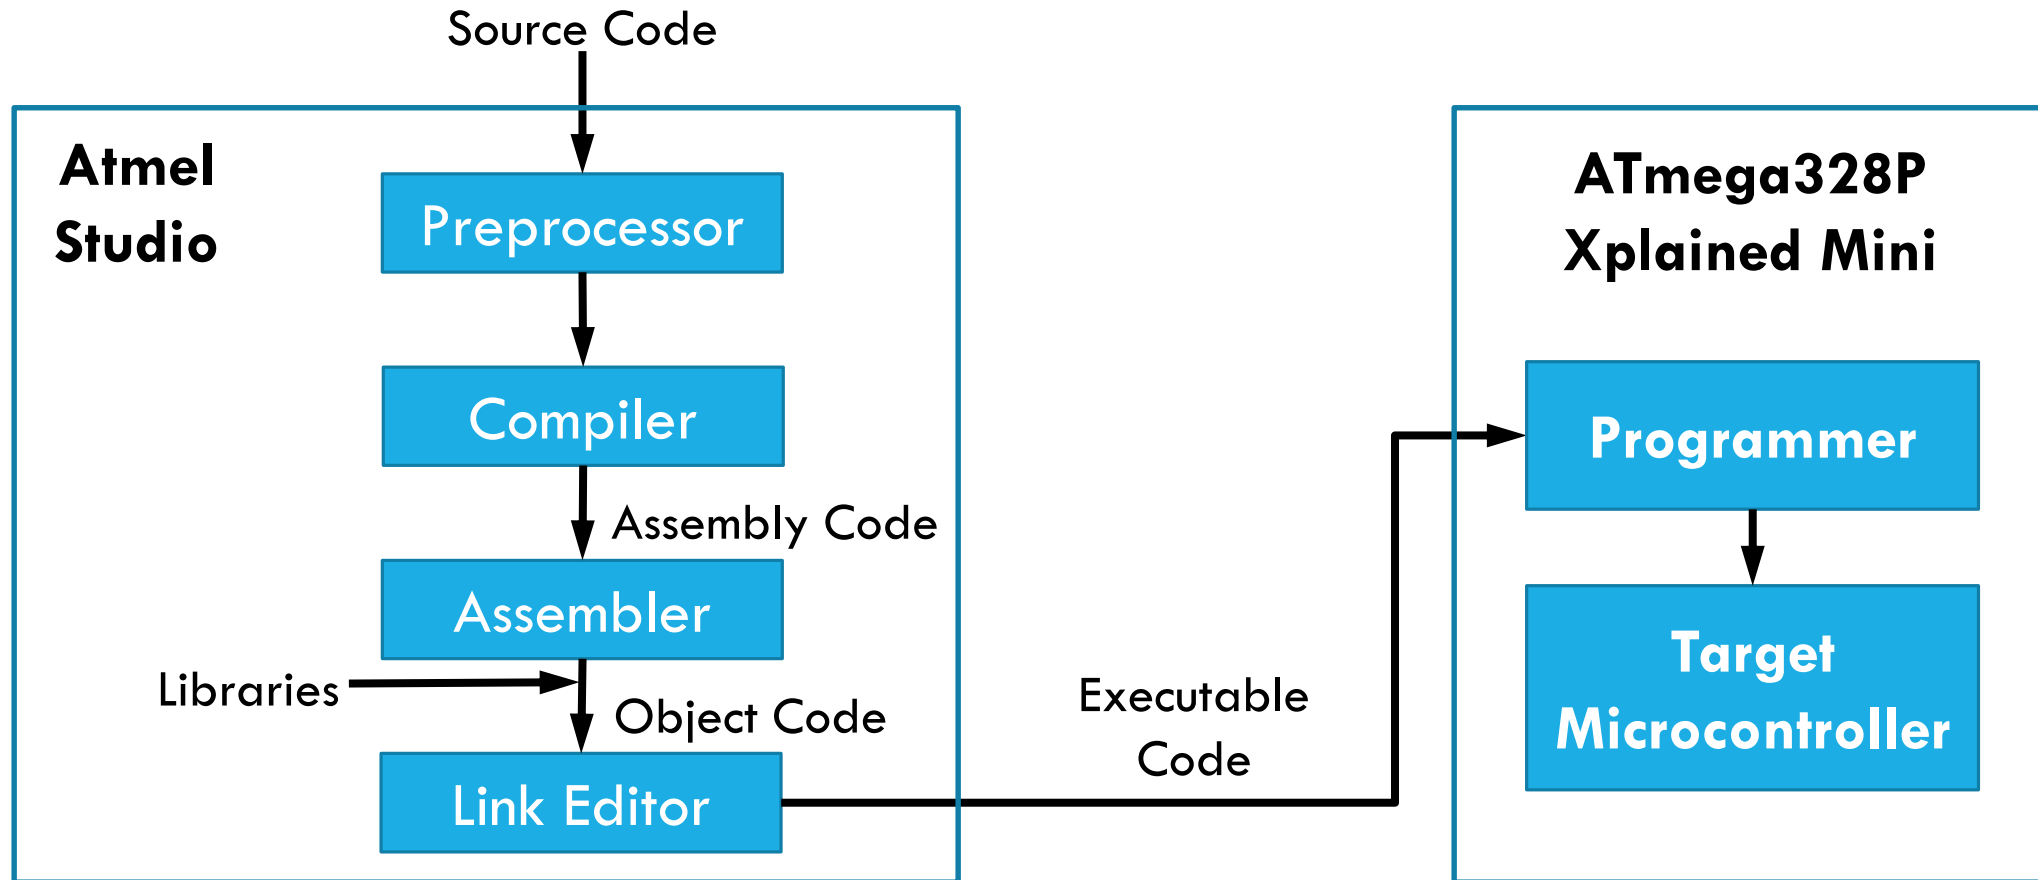 Source Code
Atmel
Studio
Preprocessor
Compiler
Assembly Code
Assembler
Libraries
Object Code
Link Editor
Executable
Code
ATmega328P
Xplained Mini
Programmer
Target
Microcontroller